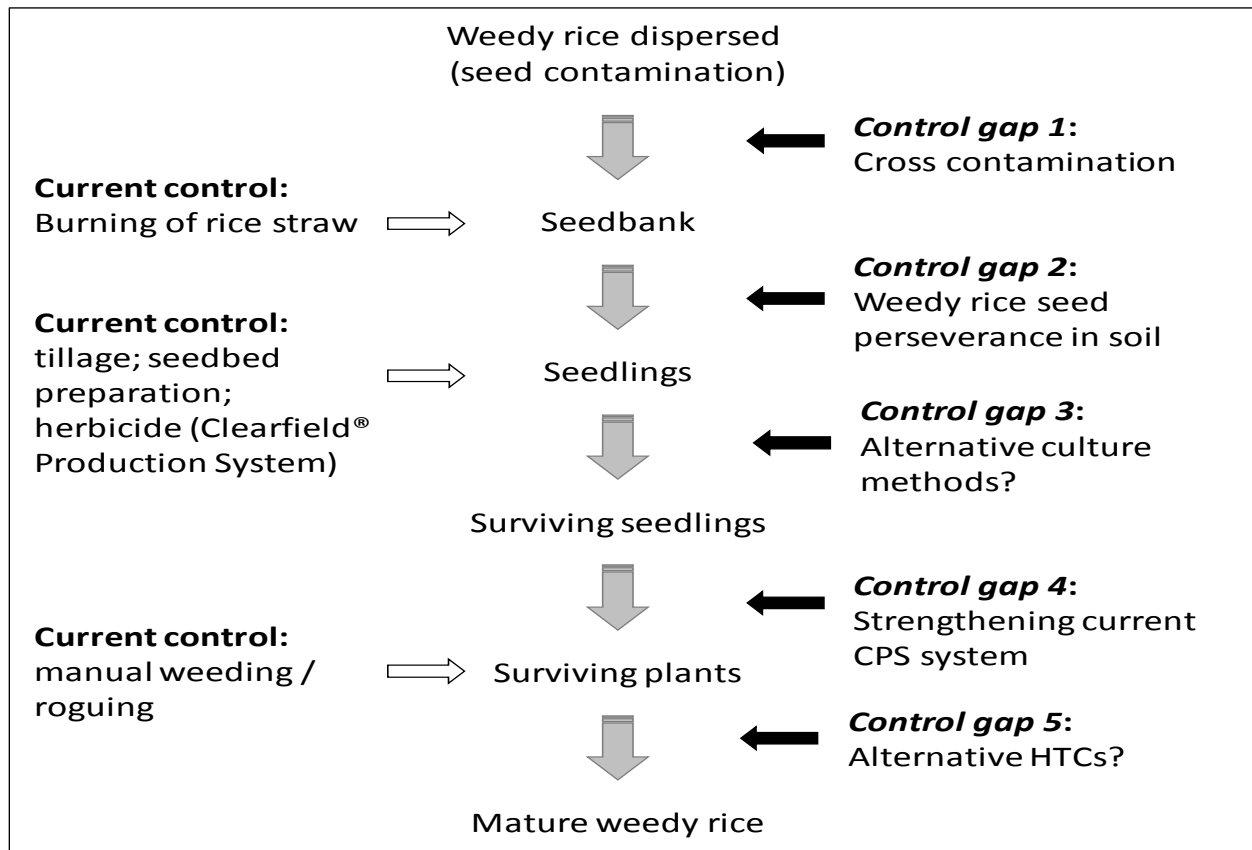 Weedy rice dispersed
(seed contamination)
Control gap 1:
Cross contamination
Current control:
Burning of rice straw
Seedbank
Control gap 2:
Weedy rice seed
perseverance in soil
Current control:
tillage; seedbed
preparation;
herbicide (Clearfield®
Production System)
Seedlings
Control gap 3:
Alternative culture
methods?
Surviving seedlings
Control gap 4:
Strengthening current
CPS system
Current control:
manual weeding /
roguing
Surviving plants
Control gap 5:
Alternative HTCs?
Mature weedy rice